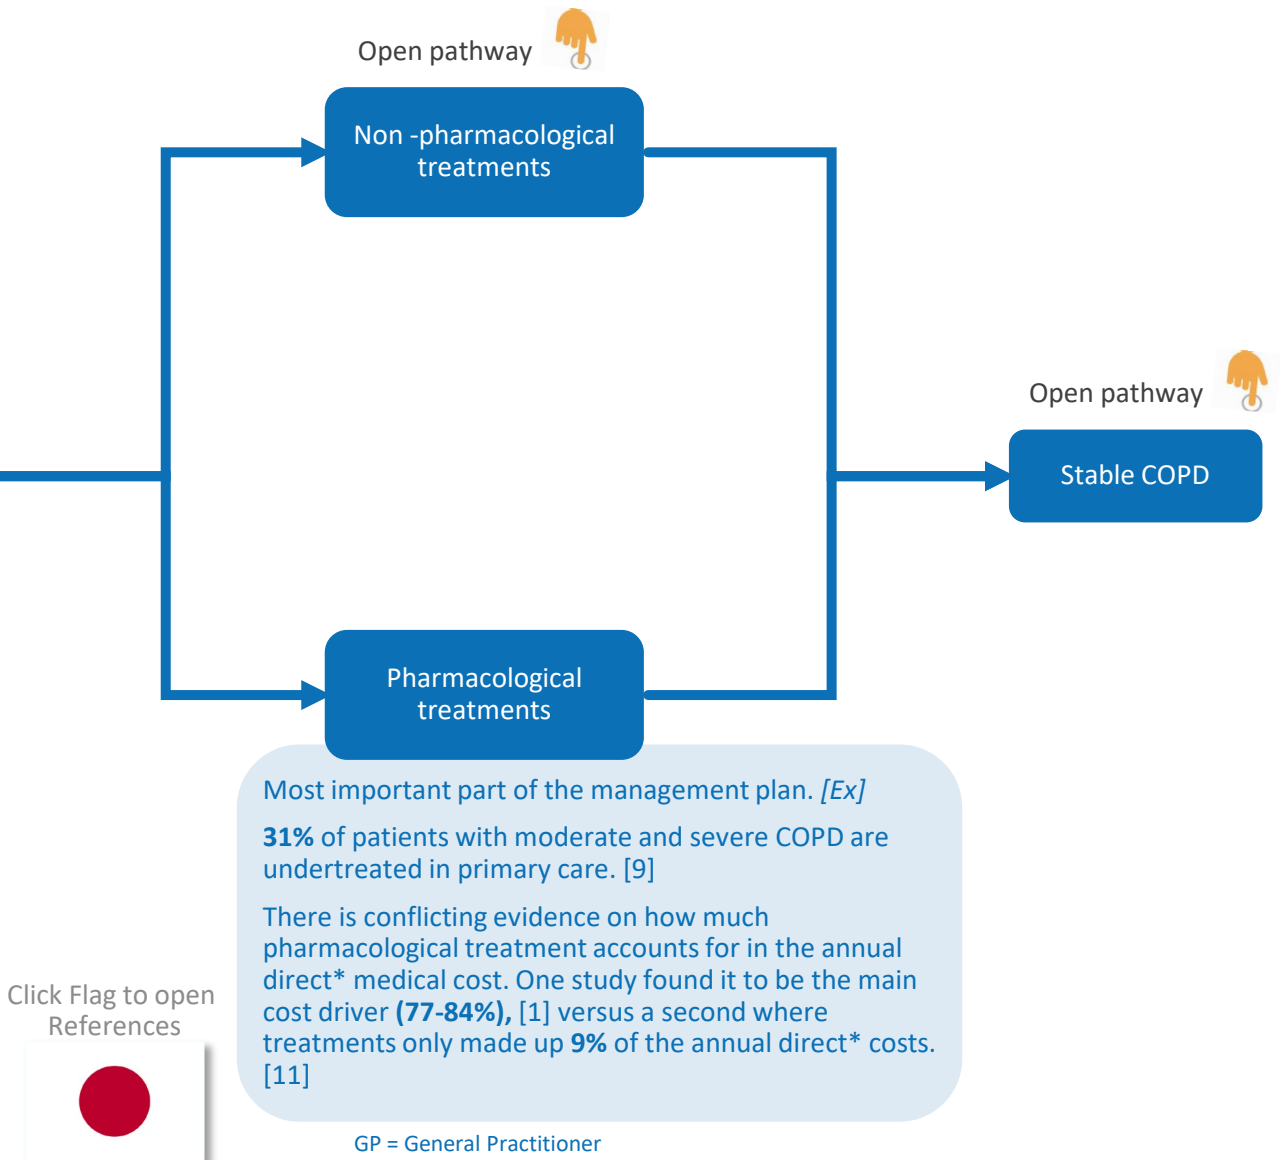 Open pathway
Non -pharmacological
treatments
Open pathway
Stable COPD
Pharmacological
treatments
Most important part of the management plan. [Ex]
31% of patients with moderate and severe COPD are
undertreated in primary care. [9]
There is conflicting evidence on how much
pharmacological treatment accounts for in the annual
direct* medical cost. One study found it to be the main
cost driver (77-84%), [1] versus a second where
treatments only made up 9% of the annual direct* costs.
[11]
Click Flag to open
References
GP = General Practitioner